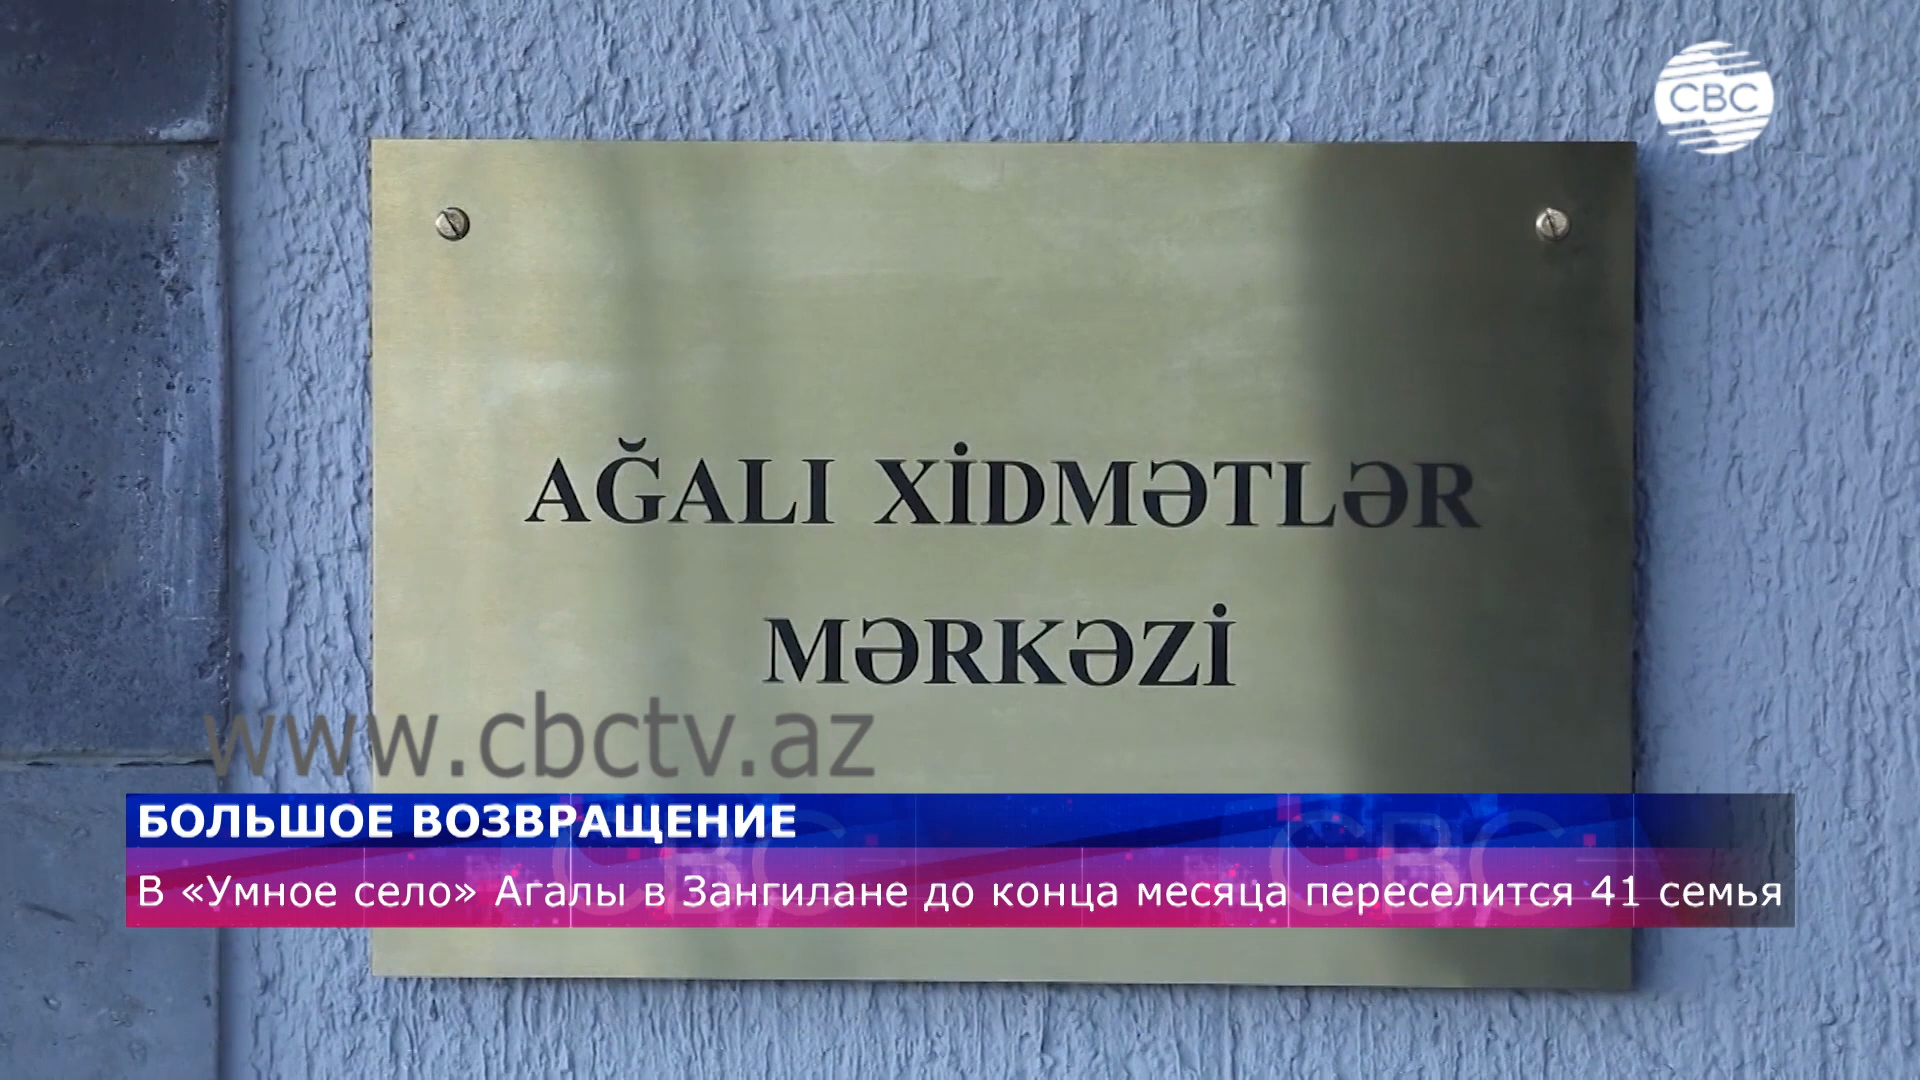 CBC
AĞALI XİDMƏTLƏR
MƏRKƏZİ
www.cbctv.az
БОЛЬШОЕ ВОЗВРАЩЕНИЕ
В «Умное село» Агалы в Зангилане до конца месяца переселится 41 семья